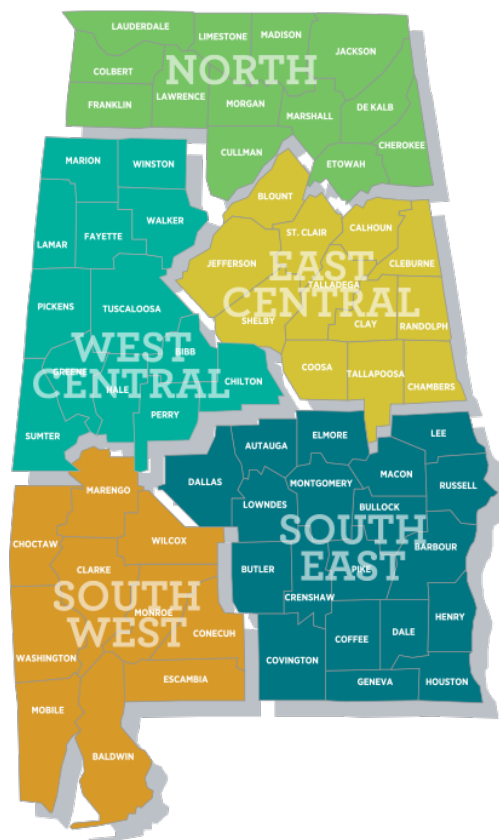 LAUDERDALE
LIMESTONE
MADISON
JACKSON
COLBERT
NORTH
FRANKLIN
LAWRENCE
MORGAN
MARSHALL
DE KALB
CHEROKEE
CULLMAN
ETOWAH
MARION
WINSTON
WALKER
LAMAR
FAYETTE
PICKENS
TUSCALOOSA
WEST
CENTRAL
GREENE
BIBB
HALE
CHILTON
PERRY
SUMTER
BLOUNT
ST. CLAIR
CALHOUN
JEFFERSON
CLEBURNE
EAST
CENTRAL
TALLADEGA
SHELBY
CLAY
RANDOLPH
COOSA
TALLAPOOSA
CHAMBERS
MARENGO
CHOCTAW
WILCOX
CLARKE
SOUTH
WEST
MONROE
CONECUH
WASHINGTON
ESCAMBIA
MOBILE
BALDWIN
AUTAUGA
ELMORE
LEE
DALLAS
MONTGOMERY
MACON
RUSSELL
LOWNDES
BULLOCK
SOUTH
EAST
BARBOUR
BUTLER
PIKE
CRENSHAW
HENRY
COFFEE
DALE
COVINGTON
GENEVA
HOUSTON